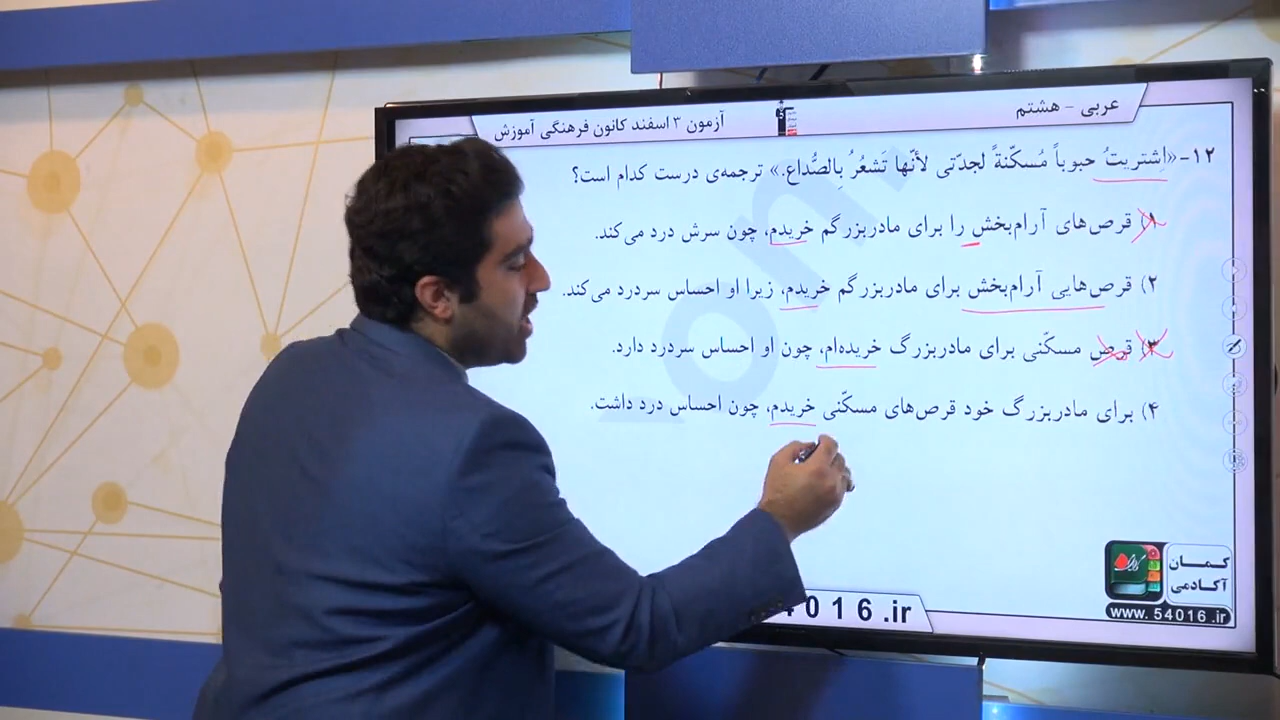 عربی - هشتم
آزمون ۳ اسفند کانون فرهنگی آموزش
۱۲- «اِشتریتُ حبوباً مُسکّنةً لجدّتی لأنّها تَشعُرُ بِالصُّداع.» ترجمه‌ی درست کدام است؟
۱) قرص‌های آرام‌بخش را برای مادربزرگم خریدم، چون سرش درد می‌کند.
۲) قرص‌هایی آرام‌بخش برای مادربزرگم خریدم، زیرا او احساس سردرد می‌کند.
۳) قرص مسکّنی برای مادربزرگ خریده‌ام، چون او احساس سردرد دارد.
۴) برای مادربزرگ خود قرص‌های مسکّنی خریدم، چون احساس درد داشت.
کمان
آکادمی
www. 54016 .ir
4016 .ir